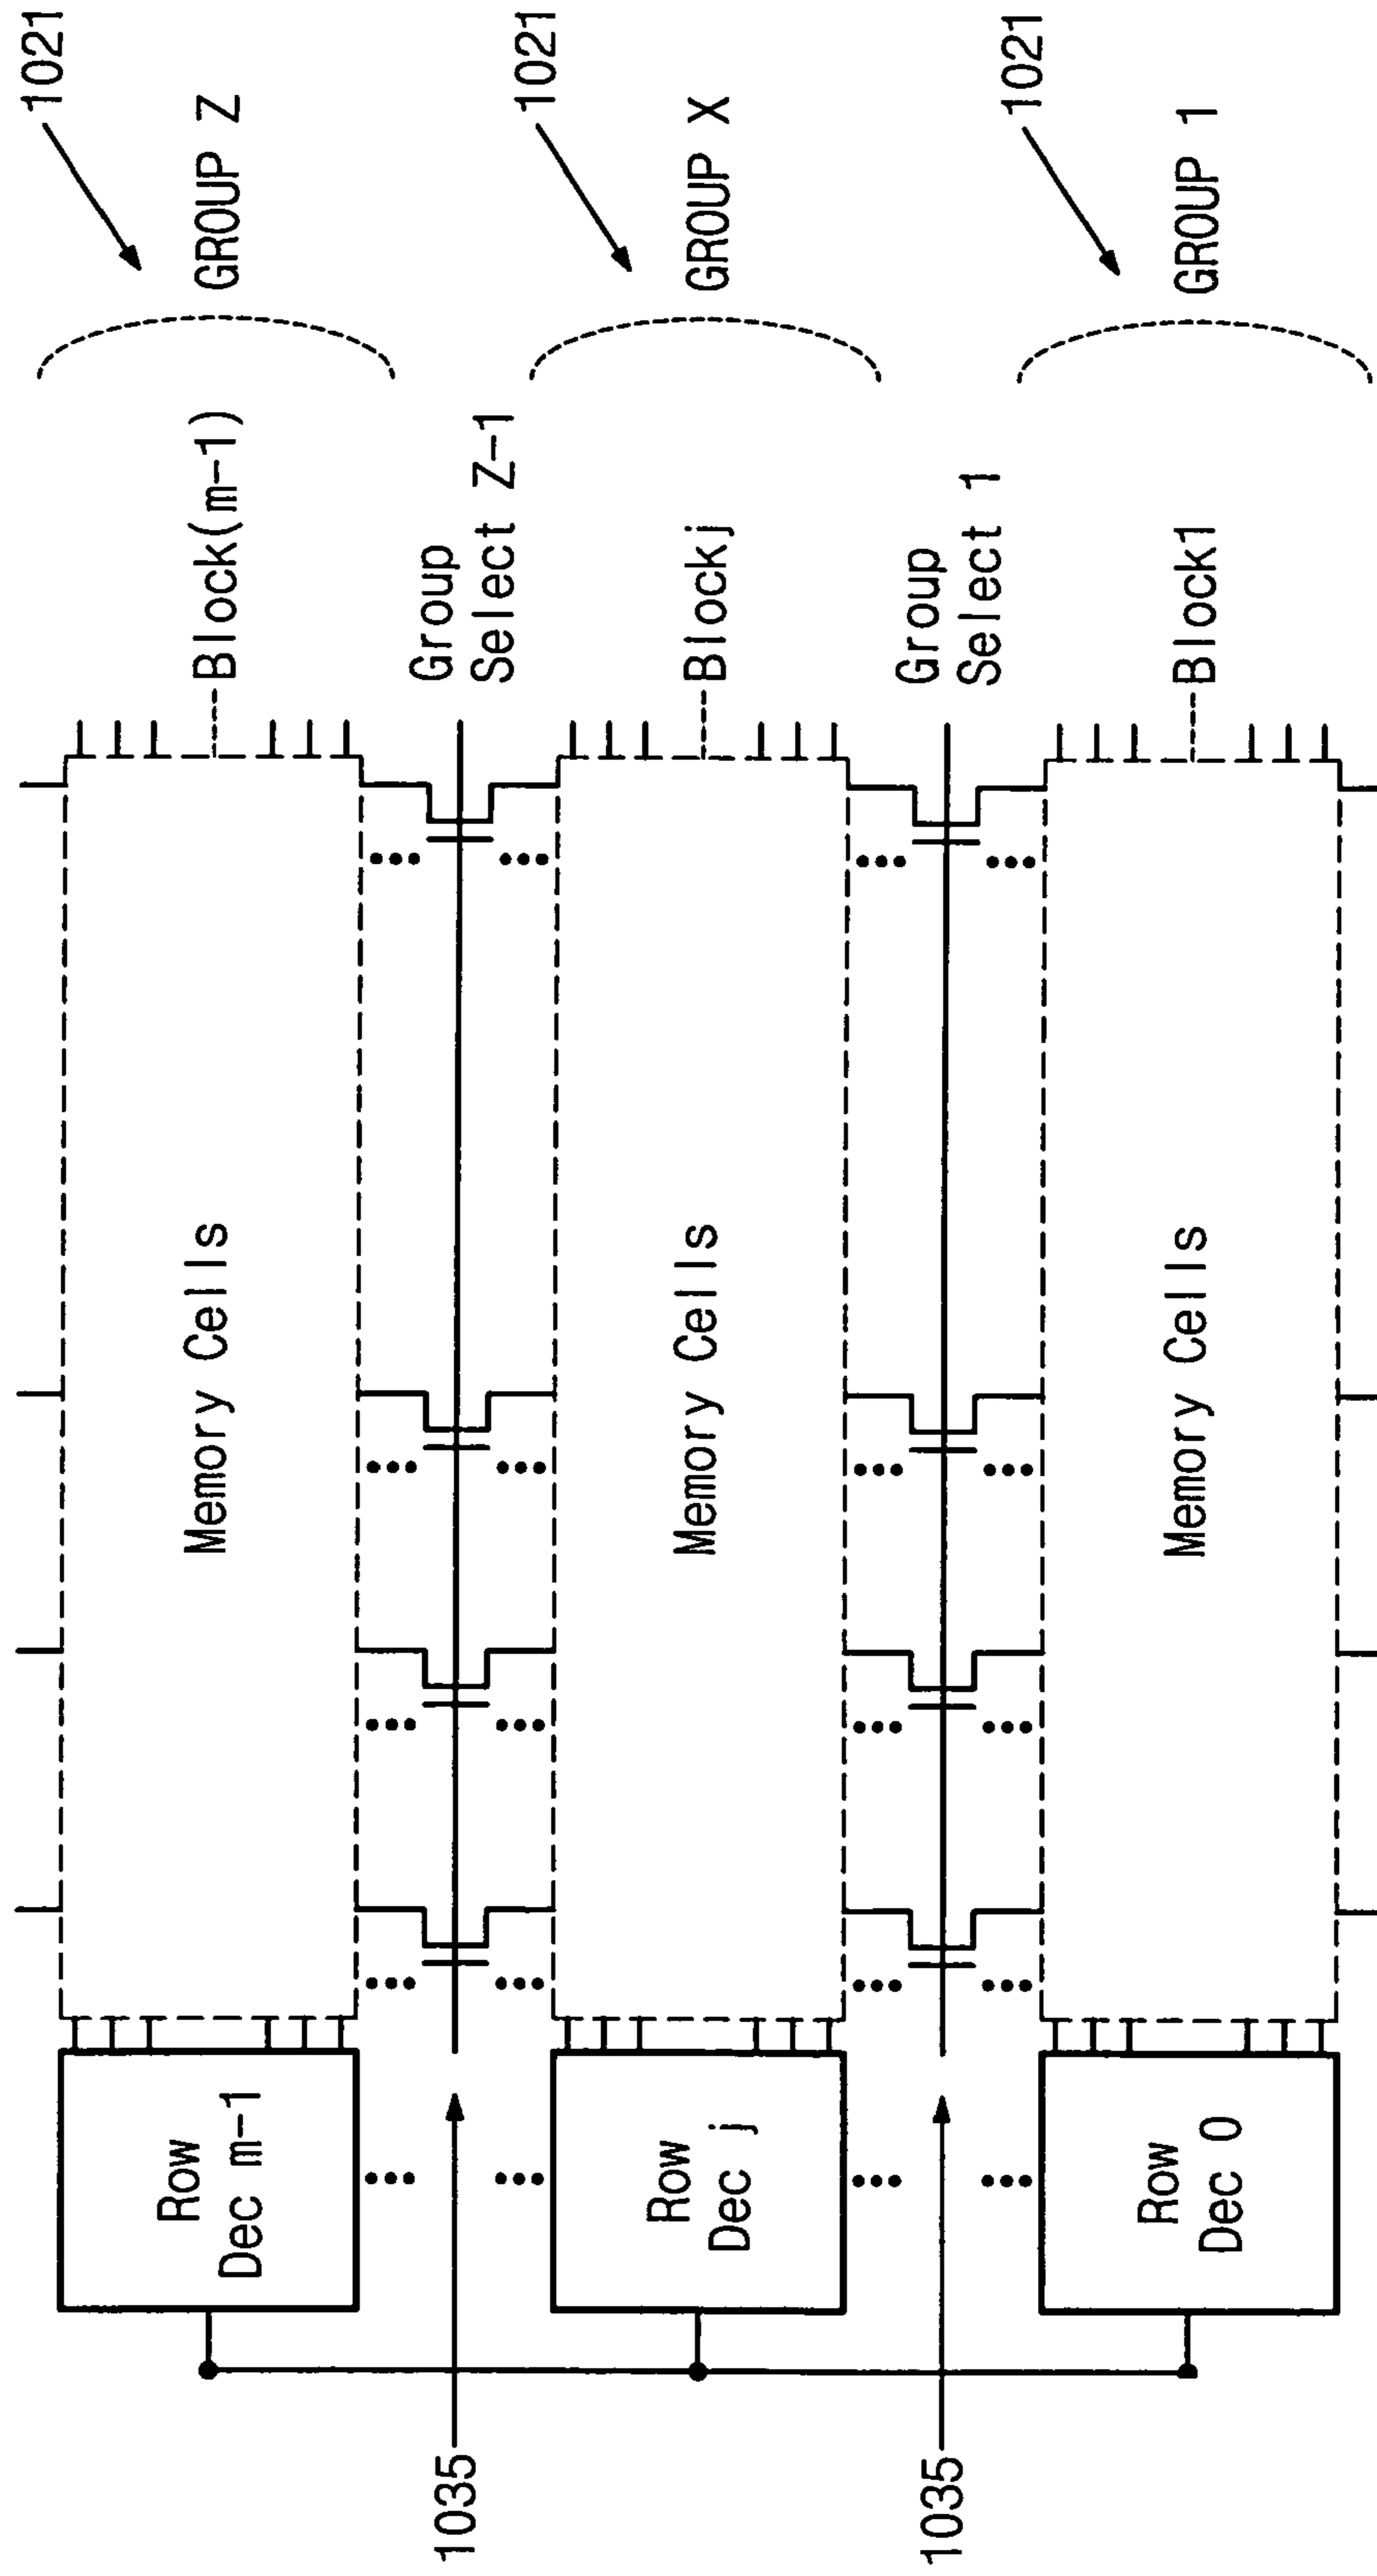 1021
GROUP Z
Block(m-1)
Memory Cells
Row
Dec m-1
Group
Select Z-1
1035
1021
GROUP X
Blockj
Memory Cells
Row
Dec j
Group
Select 1
1035
1021
GROUP 1
Block1
Memory Cells
Row
Dec 0